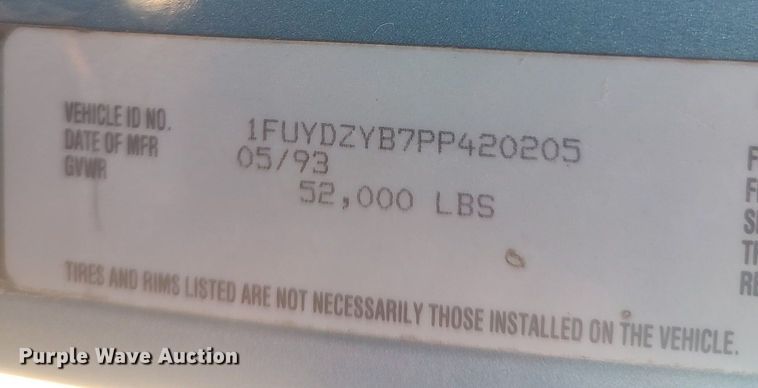 VEHICLE ID NO. 1FUYDZYB7PP420205
DATE OF MFR 05/93
GVWR 52,000 LBS
TIRES AND RIMS LISTED ARE NOT NECESSARILY THOSE INSTALLED ON THE VEHICLE.
Purple Wave Auction